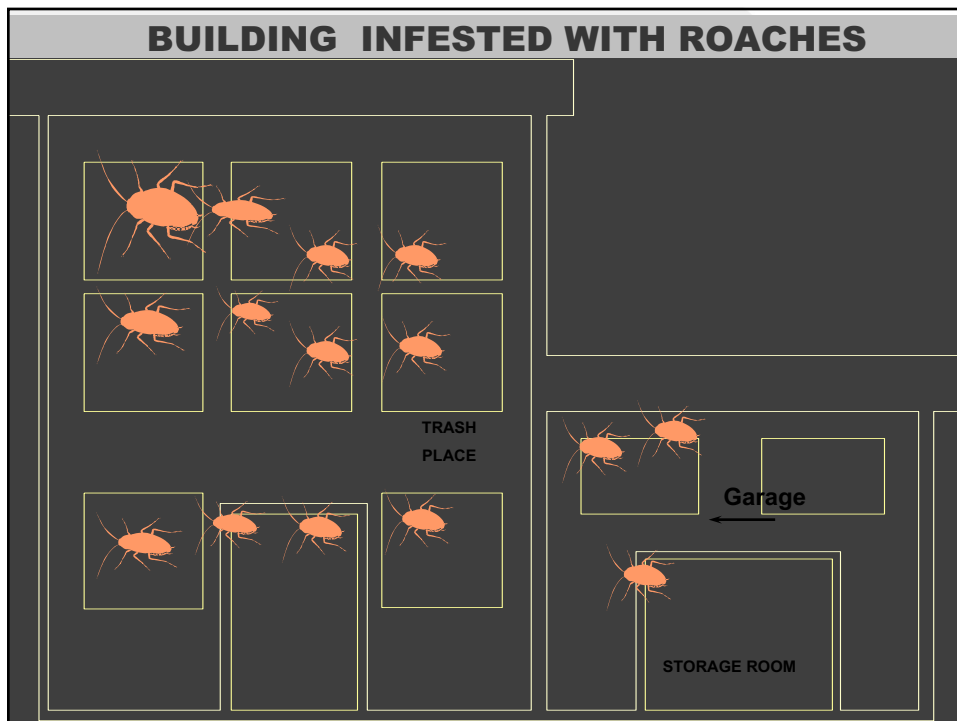 BUILDING INFESTED WITH ROACHES
TRASH
PLACE
Garage
STORAGE ROOM